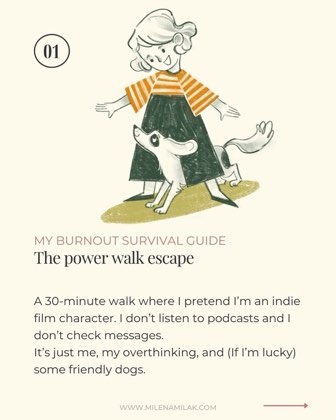 01
MY BURNOUT SURVIVAL GUIDE
The power walk escape
A 30-minute walk where I pretend I'm an indie
film character. I don't listen to podcasts and I
don't check messages.
It's just me, my overthinking, and (If I'm lucky)
some friendly dogs.
WWW.MILENAMILAK.COM